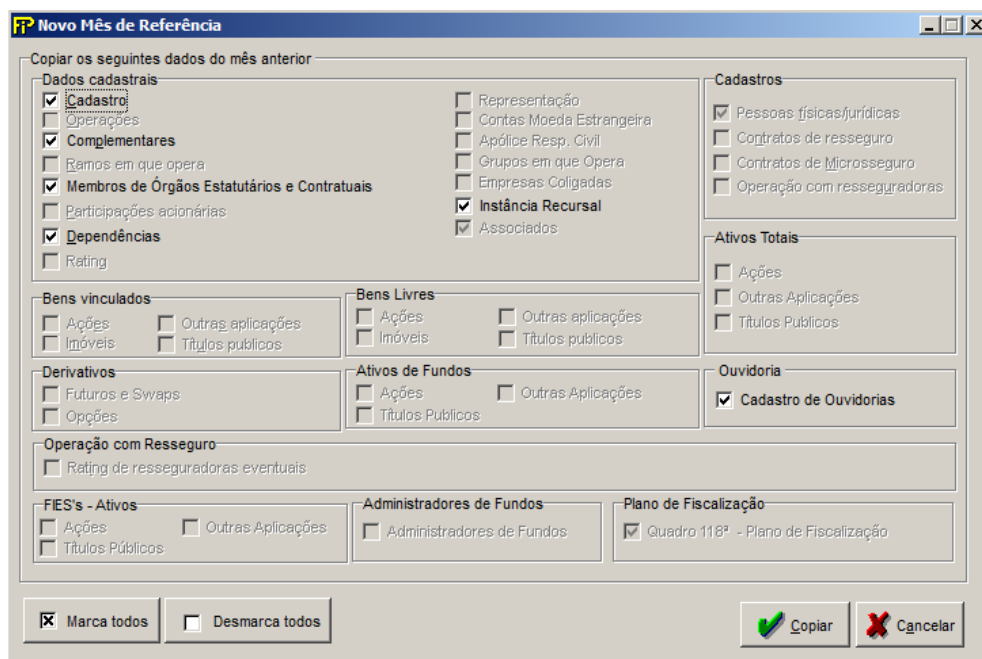 FiP Novo Mês de Referência
Copiar os seguintes dados do mês anterior
Dados cadastrais
Cadastro
Operações
Complementares
Ramos em que opera
Membros de Órgãos Estatutários e Contratuais
Participações acionárias
Dependências
Rating
Representação
Contas Moeda Estrangeira
Apólice Resp. Civil
Grupos em que Opera
Empresas Coligadas
Instância Recursal
Associados
Cadastros
Pessoas físicas/jurídicas
Contratos de resseguro
Contratos de Microsseguro
Operação com resseguradoras
Ativos Totais
Ações
Outras Aplicações
Títulos Publicos
Bens vinculados
Ações
Outras aplicações
Imóveis
Títulos publicos
Bens Livres
Ações
Outras aplicações
Imóveis
Títulos publicos
Derivativos
Futuros e Swaps
Opções
Ativos de Fundos
Ações
Outras Aplicações
Títulos Publicos
Ouvidoria
Cadastro de Ouvidorias
Operação com Resseguro
Rating de resseguradoras eventuais
FIES's - Ativos
Ações
Outras Aplicações
Títulos Públicos
Administradores de Fundos
Administradores de Fundos
Plano de Fiscalização
Quadro 118ª - Plano de Fiscalização
Marca todos
Desmarca todos
Copiar
Cancelar